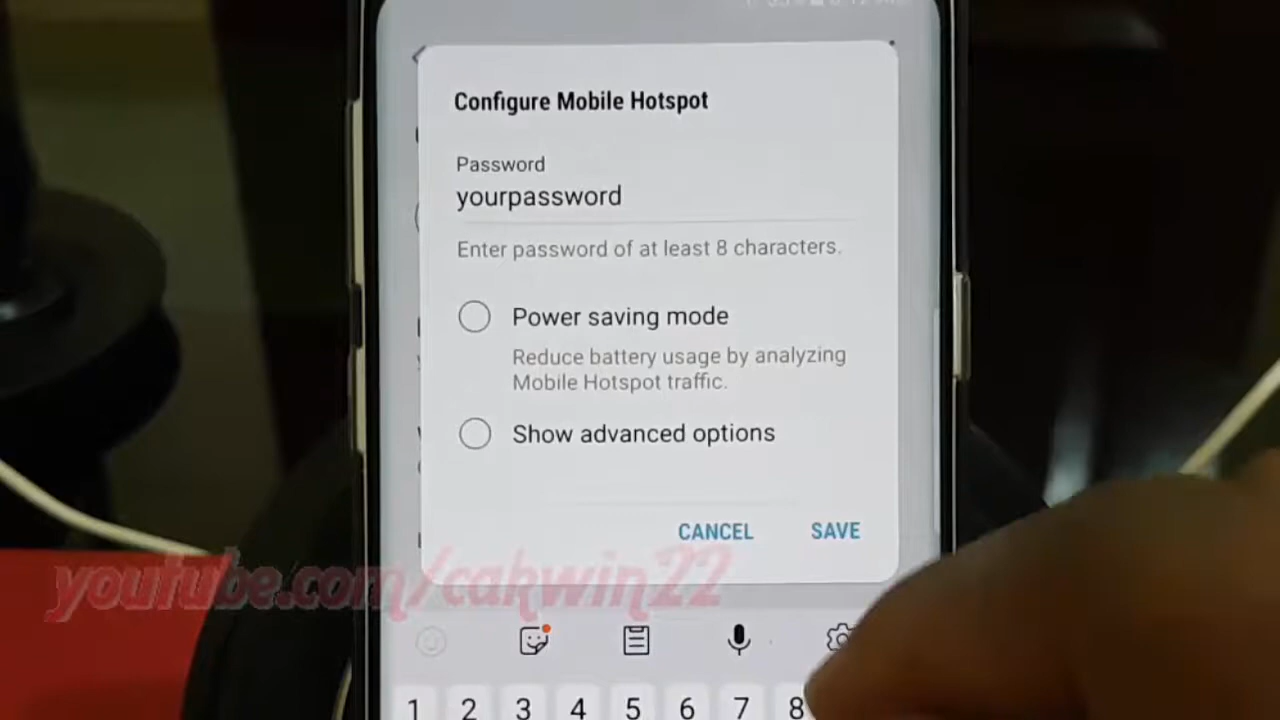 Configure Mobile Hotspot
Password
yourpassword
Enter password of at least 8 characters.
Power saving mode
Reduce battery usage by analyzing
Mobile Hotspot traffic.
Show advanced options
CANCEL SAVE
youtube.com/cakwin22
1 2 3 4 5 6 7 8